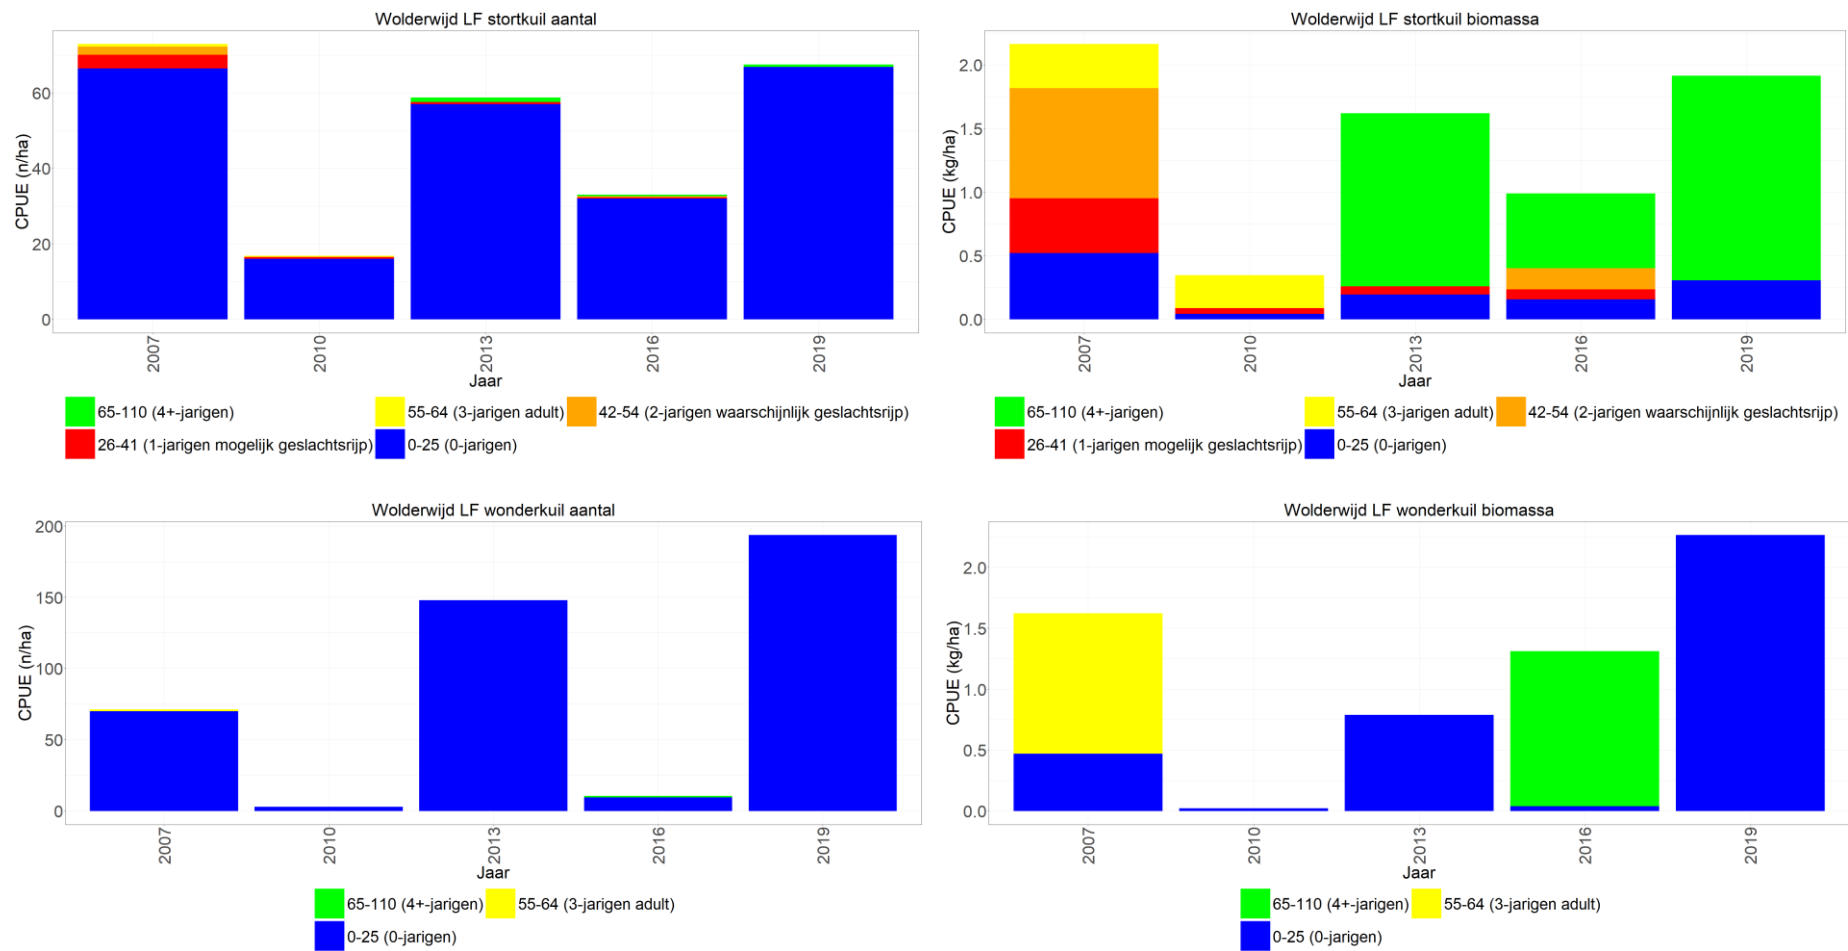 Wolderwijd LF stortkuil aantal
CPUE (n/ha)
60
40
20
0
2007
2010
2013
2016
2019
Jaar
65-110 (4+-jarigen)
55-64 (3-jarigen adult)
42-54 (2-jarigen waarschijnlijk geslachtsrijp)
26-41 (1-jarigen mogelijk geslachtsrijp)
0-25 (0-jarigen)
Wolderwijd LF stortkuil biomassa
CPUE (kg/ha)
2.0
1.5
1.0
0.5
0.0
2007
2010
2013
2016
2019
Jaar
65-110 (4+-jarigen)
55-64 (3-jarigen adult)
42-54 (2-jarigen waarschijnlijk geslachtsrijp)
26-41 (1-jarigen mogelijk geslachtsrijp)
0-25 (0-jarigen)
Wolderwijd LF wonderkuil aantal
CPUE (n/ha)
200
150
100
50
0
2007
2010
2013
2016
2019
Jaar
65-110 (4+-jarigen)
55-64 (3-jarigen adult)
0-25 (0-jarigen)
Wolderwijd LF wonderkuil biomassa
CPUE (kg/ha)
2.0
1.5
1.0
0.5
0.0
2007
2010
2013
2016
2019
Jaar
65-110 (4+-jarigen)
55-64 (3-jarigen adult)
0-25 (0-jarigen)